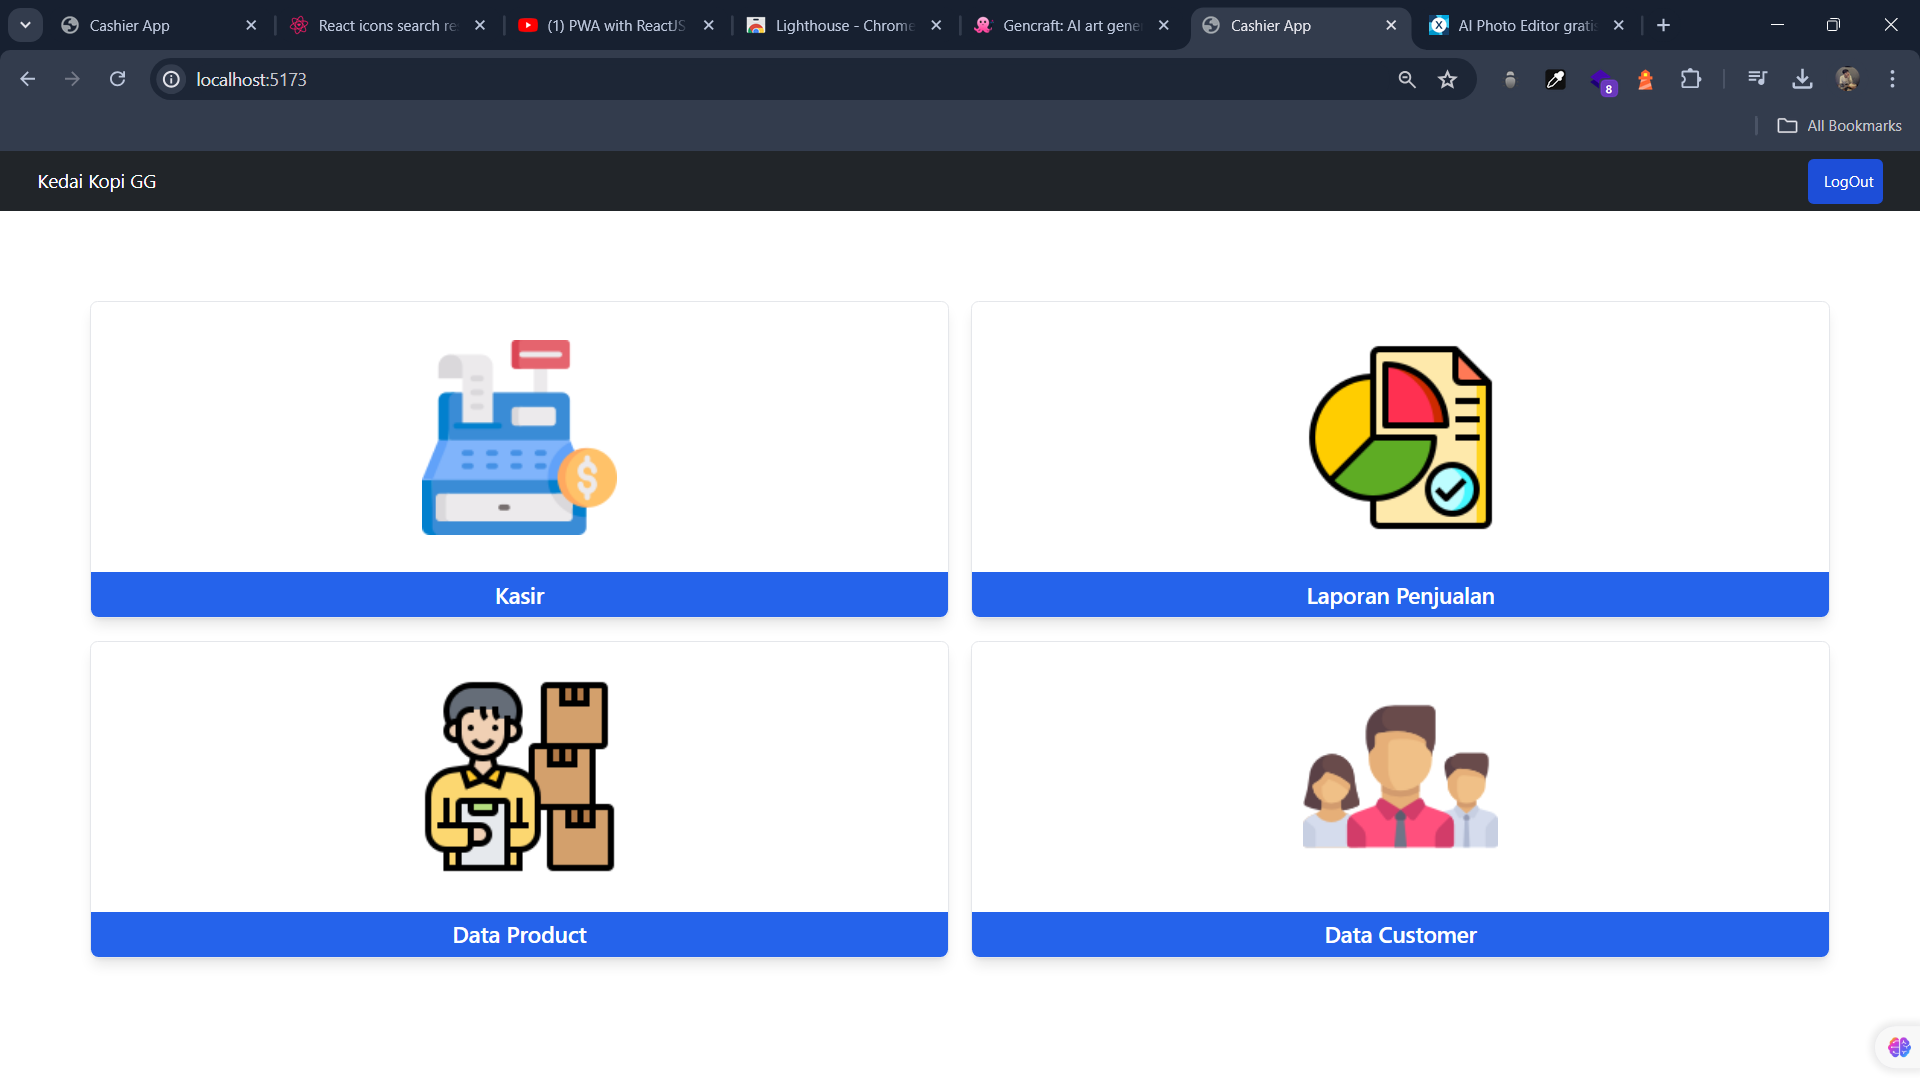 Cashier App
React icons search re
(1) PWA with ReactJS
Lighthouse - Chrome
Gencraft: AI art gene
Cashier App
AI Photo Editor gratis
localhost:5173
8
All Bookmarks
Kedai Kopi GG
LogOut
Kasir
Laporan Penjualan
Data Product
Data Customer